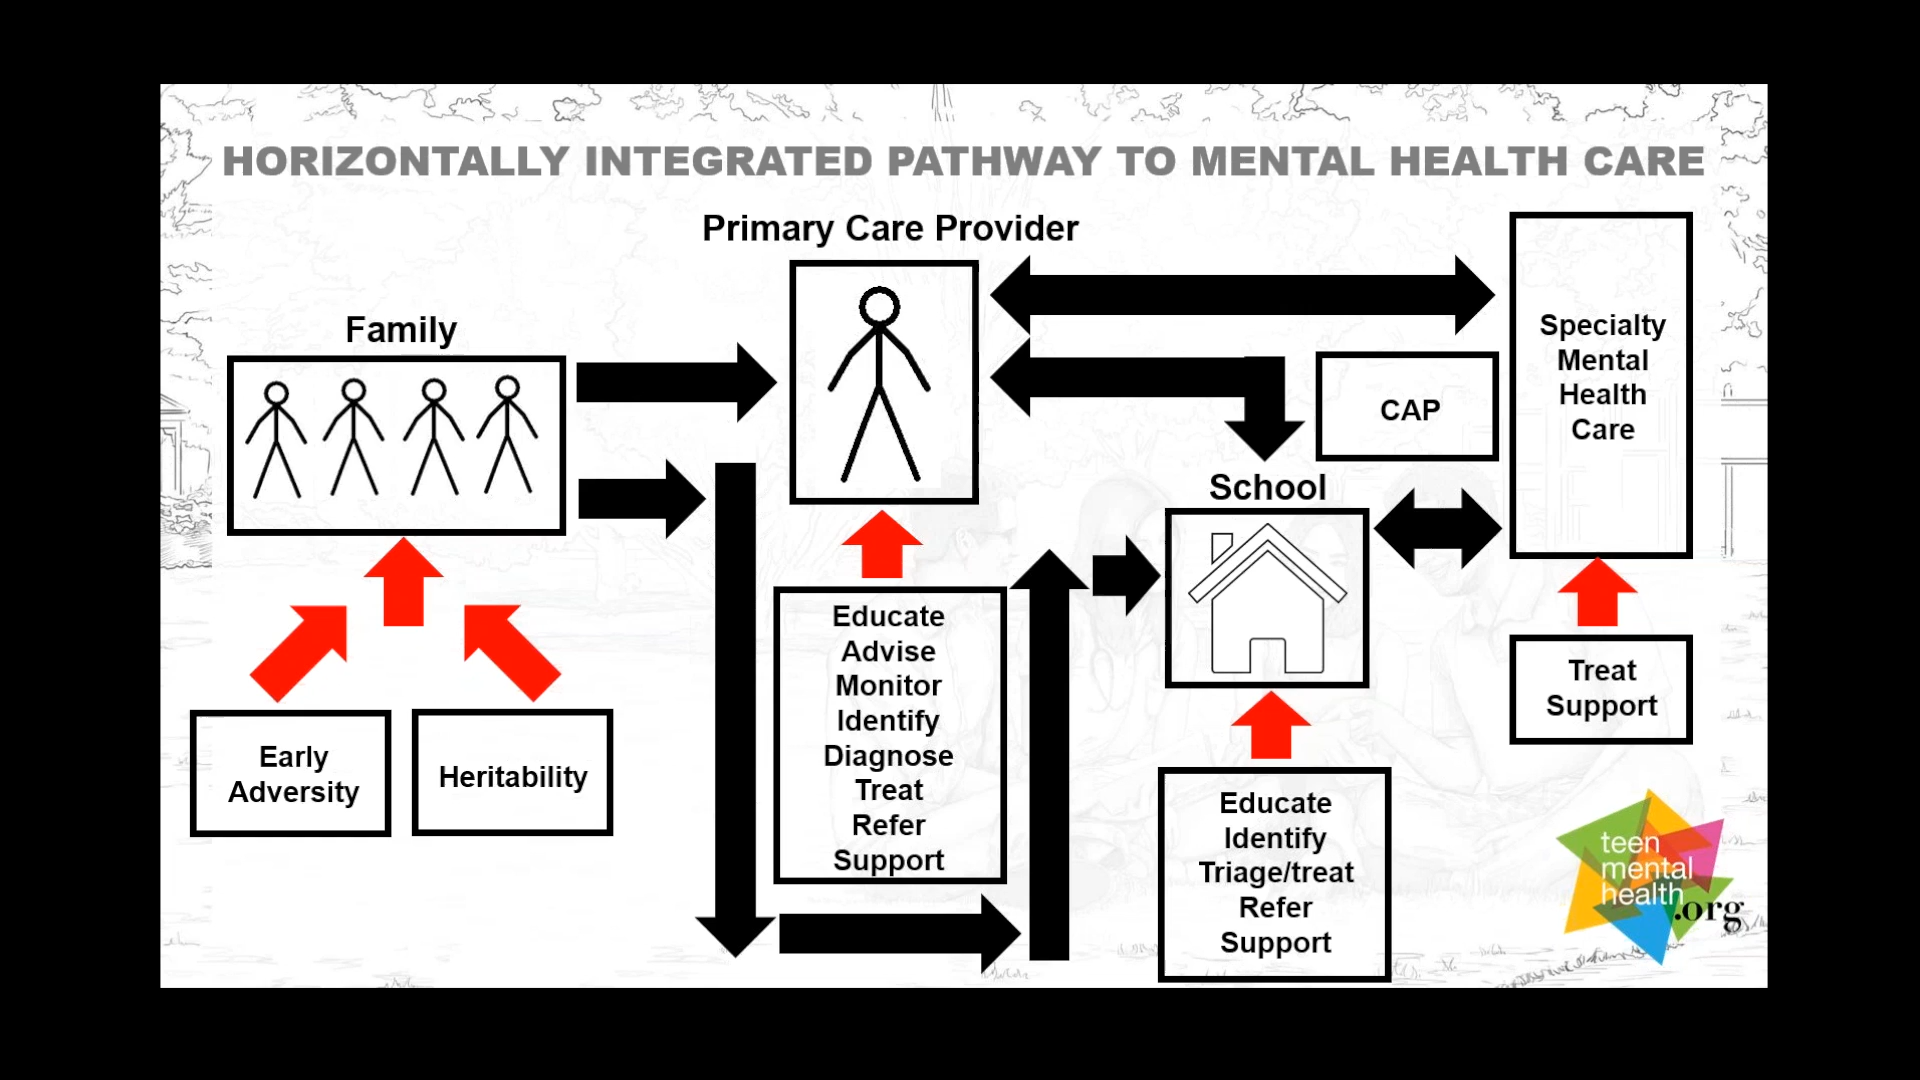 HORIZONTALLY INTEGRATED PATHWAY TO MENTAL HEALTH CARE
Primary Care Provider
Family
Specialty
Mental
Health
Care
CAP
School
Educate
Advise
Monitor
Identify
Diagnose
Treat
Refer
Support
Treat
Support
Early
Adversity
Heritability
Educate
Identify
Triage/treat
Refer
Support
teen
mental
health
.org